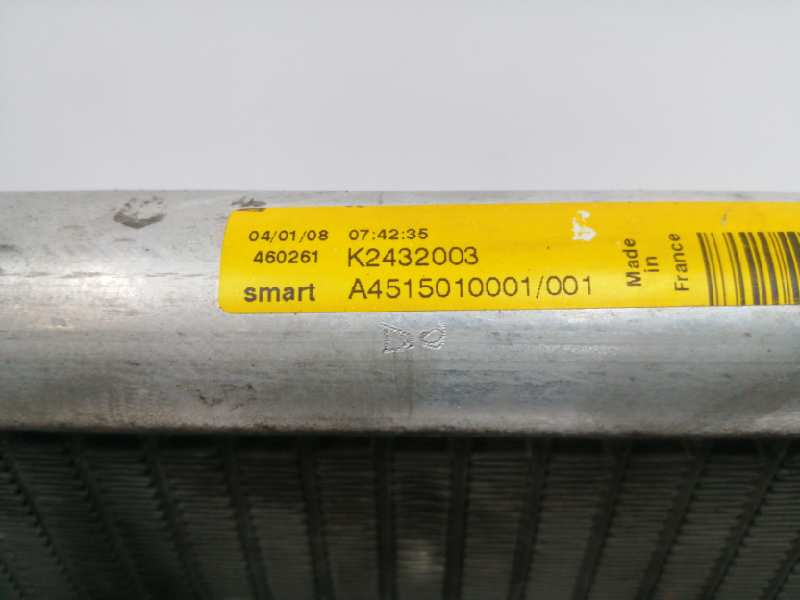 04/01/08 07:42:35
460261 K2432003
smart A4515010001/001
Made
in
France